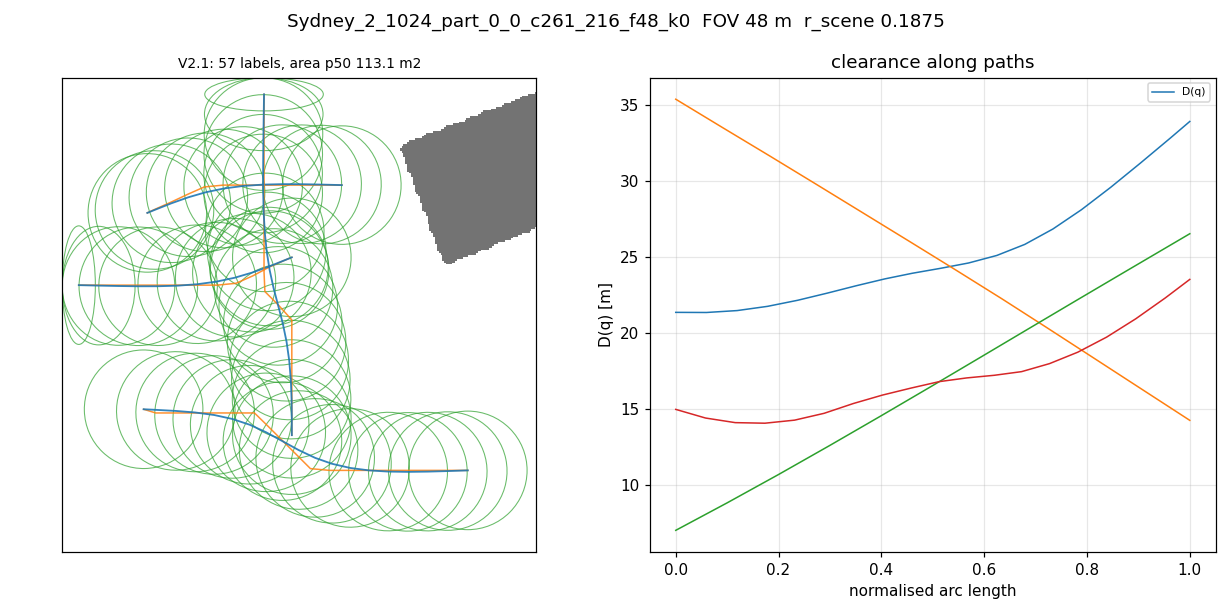 Sydney_2_1024_part_0_0_c261_216_f48_k0  FOV 48 m  r_scene 0.1875
V2.1: 57 labels, area p50 113.1 m2
clearance along paths
D(q)
D(q) [m]
35
30
25
20
15
10
0.0
0.2
0.4
0.6
0.8
1.0
normalised arc length